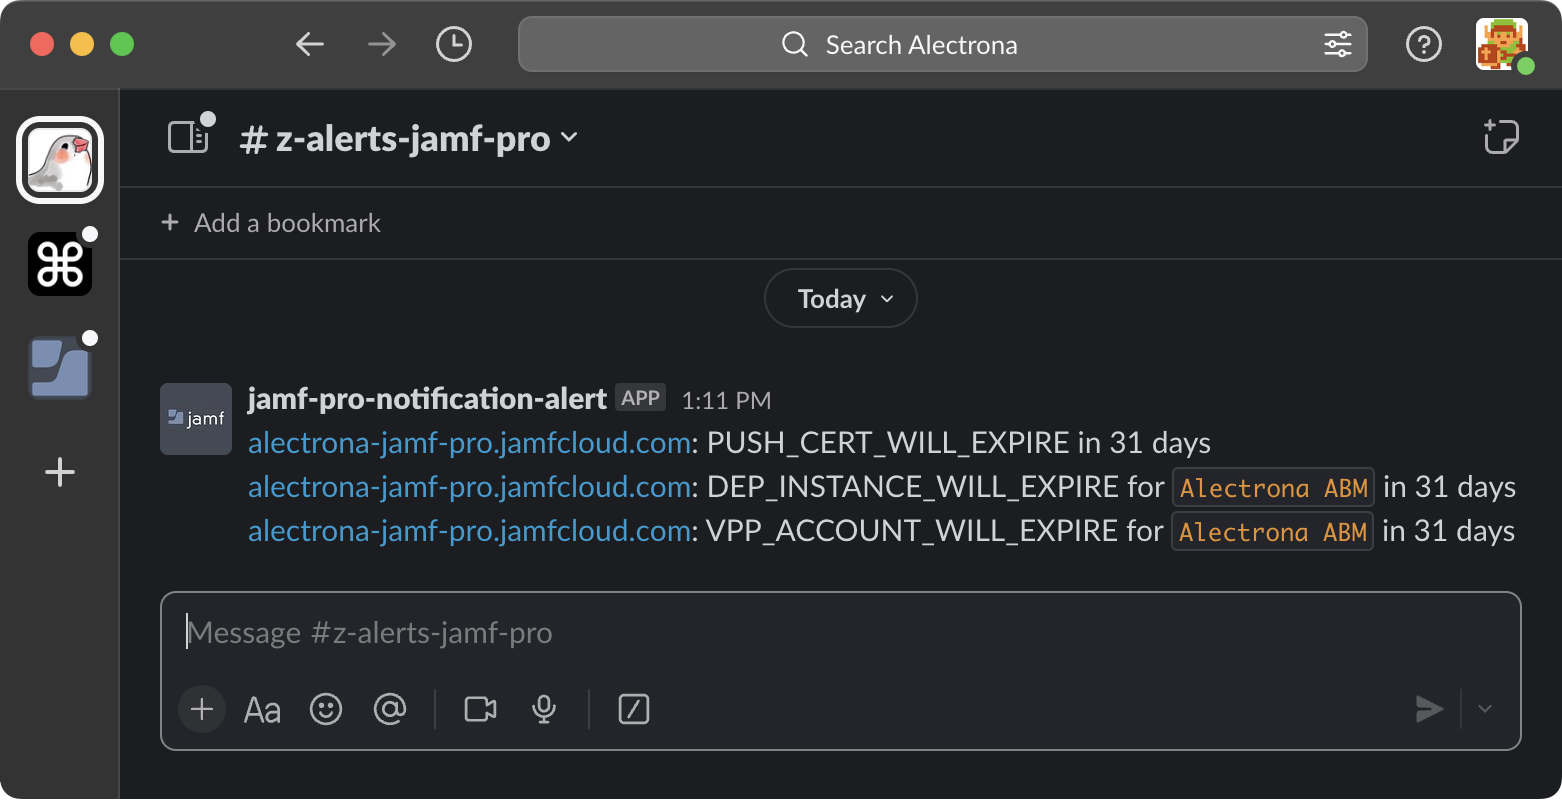 Search Alectrona
# z-alerts-jamf-pro
+ Add a bookmark
Today
jamf
jamf-pro-notification-alert APP 1:11 PM
alectrona-jamf-pro.jamfcloud.com: PUSH_CERT_WILL_EXPIRE in 31 days
alectrona-jamf-pro.jamfcloud.com: DEP_INSTANCE_WILL_EXPIRE for Alectrona ABM in 31 days
alectrona-jamf-pro.jamfcloud.com: VPP_ACCOUNT_WILL_EXPIRE for Alectrona ABM in 31 days
Message #z-alerts-jamf-pro
Aa